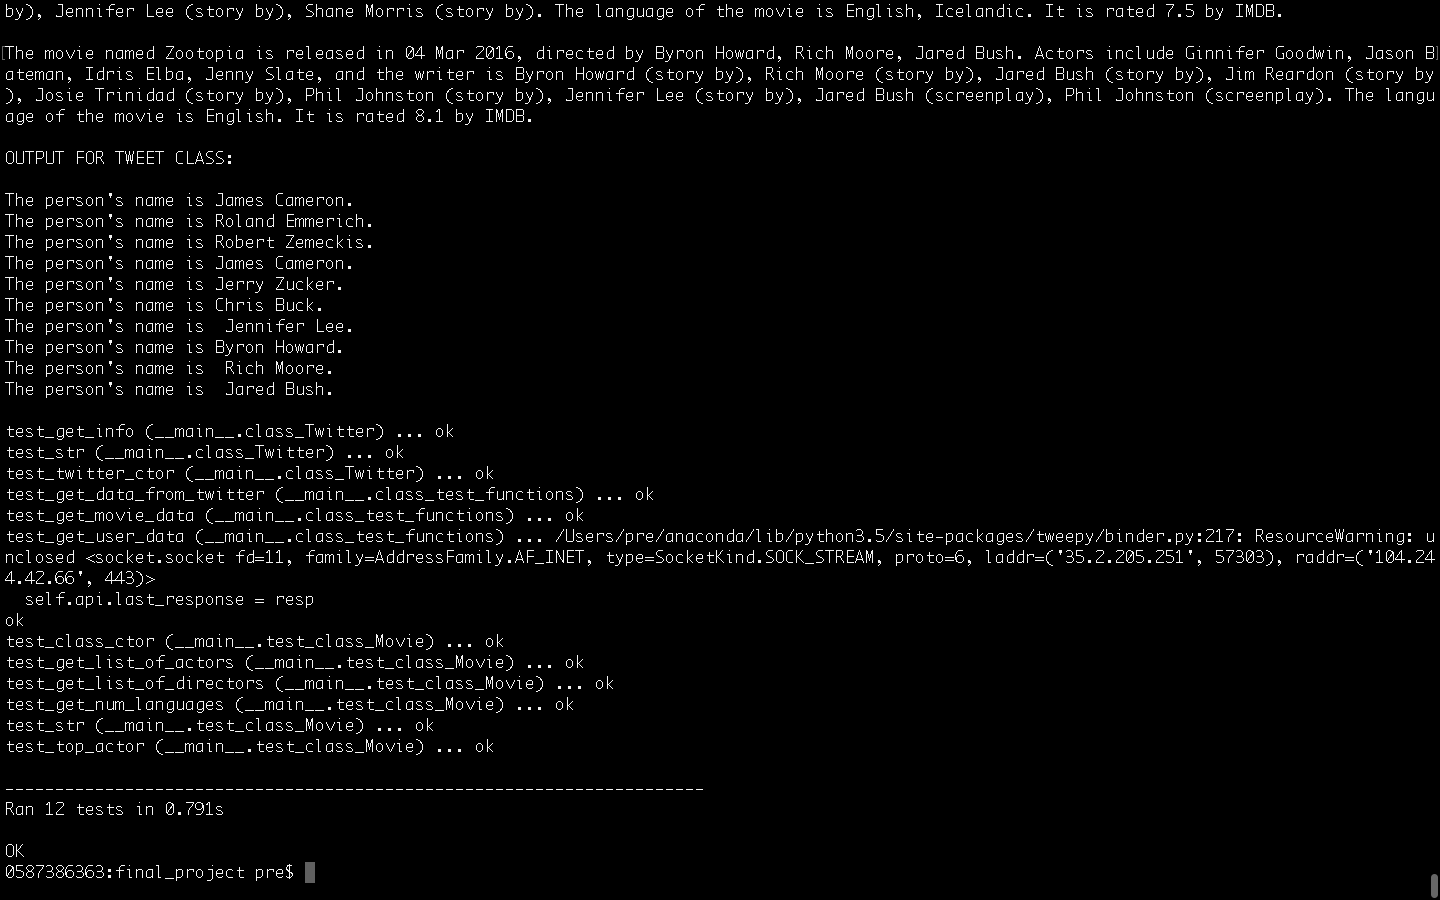 by), Jennifer Lee (story by), Shane Morris (story by). The language of the movie is English, Icelandic. It is rated 7.5 by IMDB.
The movie named Zootopia is released in 04 Mar 2016, directed by Byron Howard, Rich Moore, Jared Bush. Actors include Ginnifer Goodwin, Jason B
ateman, Idris Elba, Jenny Slate, and the writer is Byron Howard (story by), Rich Moore (story by), Jared Bush (story by), Jim Reardon (story by
), Josie Trinidad (story by), Phil Johnston (story by), Jennifer Lee (story by), Jared Bush (screenplay), Phil Johnston (screenplay). The langu
age of the movie is English. It is rated 8.1 by IMDB.
OUTPUT FOR TWEET CLASS:
The person's name is James Cameron.
The person's name is Roland Emmerich.
The person's name is Robert Zemeckis.
The person's name is James Cameron.
The person's name is Jerry Zucker.
The person's name is Chris Buck.
The person's name is  Jennifer Lee.
The person's name is Byron Howard.
The person's name is  Rich Moore.
The person's name is  Jared Bush.
test_get_info (__main__.class_Twitter) ... ok
test_str (__main__.class_Twitter) ... ok
test_twitter_ctor (__main__.class_Twitter) ... ok
test_get_data_from_twitter (__main__.class_test_functions) ... ok
test_get_movie_data (__main__.class_test_functions) ... ok
test_get_user_data (__main__.class_test_functions) ... /Users/pre/anaconda/lib/python3.5/site-packages/tweepy/binder.py:217: ResourceWarning: u
nclosed <socket.socket fd=11, family=AddressFamily.AF_INET, type=SocketKind.SOCK_STREAM, proto=6, laddr=('35.2.205.251', 57303), raddr=('104.24
4.42.66', 443)>
  self.api.last_response = resp
ok
test_class_ctor (__main__.test_class_Movie) ... ok
test_get_list_of_actors (__main__.test_class_Movie) ... ok
test_get_list_of_directors (__main__.test_class_Movie) ... ok
test_get_num_languages (__main__.test_class_Movie) ... ok
test_str (__main__.test_class_Movie) ... ok
test_top_actor (__main__.test_class_Movie) ... ok
----------------------------------------------------------------------
Ran 12 tests in 0.791s
OK
0587386363:final_project pre$